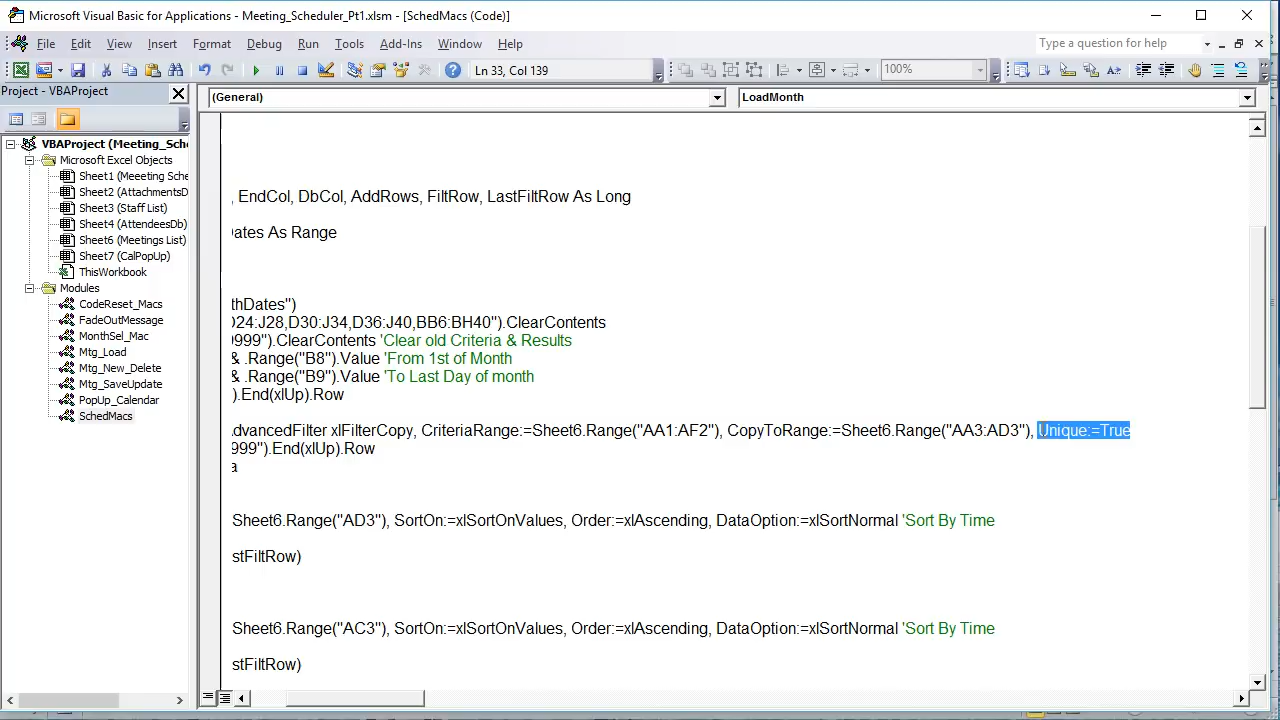 Microsoft Visual Basic for Applications - Meeting_Scheduler_Pt1.xlsm - [SchedMacs (Code)]
File Edit View Insert Format Debug Run Tools Add-Ins Window Help
Type a question for help
Ln 33, Col 139
100%
Project - VBAProject
(General)
LoadMonth
VBAProject (Meeting_Sche
Microsoft Excel Objects
Sheet1 (Meeeting Sche
Sheet2 (AttachmentsD
Sheet3 (Staff List)
Sheet4 (AttendeesDb)
Sheet6 (Meetings List)
Sheet7 (CalPopUp)
ThisWorkbook
Modules
CodeReset_Macs
FadeOutMessage
MonthSel_Mac
Mtg_Load
Mtg_New_Delete
Mtg_SaveUpdate
PopUp_Calendar
SchedMacs
, EndCol, DbCol, AddRows, FiltRow, LastFiltRow As Long
Dates As Range
thDates")
D24:J28,D30:J34,D36:J40,BB6:BH40").ClearContents
9999").ClearContents 'Clear old Criteria & Results
& .Range("B8").Value 'From 1st of Month
& .Range("B9").Value 'To Last Day of month
).End(xlUp).Row
dvancedFilter xlFilterCopy, CriteriaRange:=Sheet6.Range("AA1:AF2"), CopyToRange:=Sheet6.Range("AA3:AD3"), Unique:=True
999").End(xlUp).Row
a
Sheet6.Range("AD3"), SortOn:=xlSortOnValues, Order:=xlAscending, DataOption:=xlSortNormal 'Sort By Time
stFiltRow)
Sheet6.Range("AC3"), SortOn:=xlSortOnValues, Order:=xlAscending, DataOption:=xlSortNormal 'Sort By Time
stFiltRow)